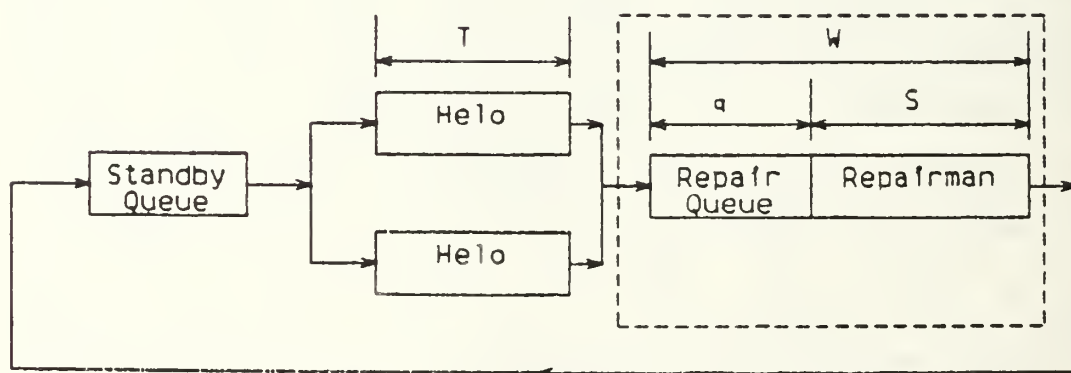 T
W
Helo
q
S
Standby
Queue
Repair
Queue
Repairman
Helo